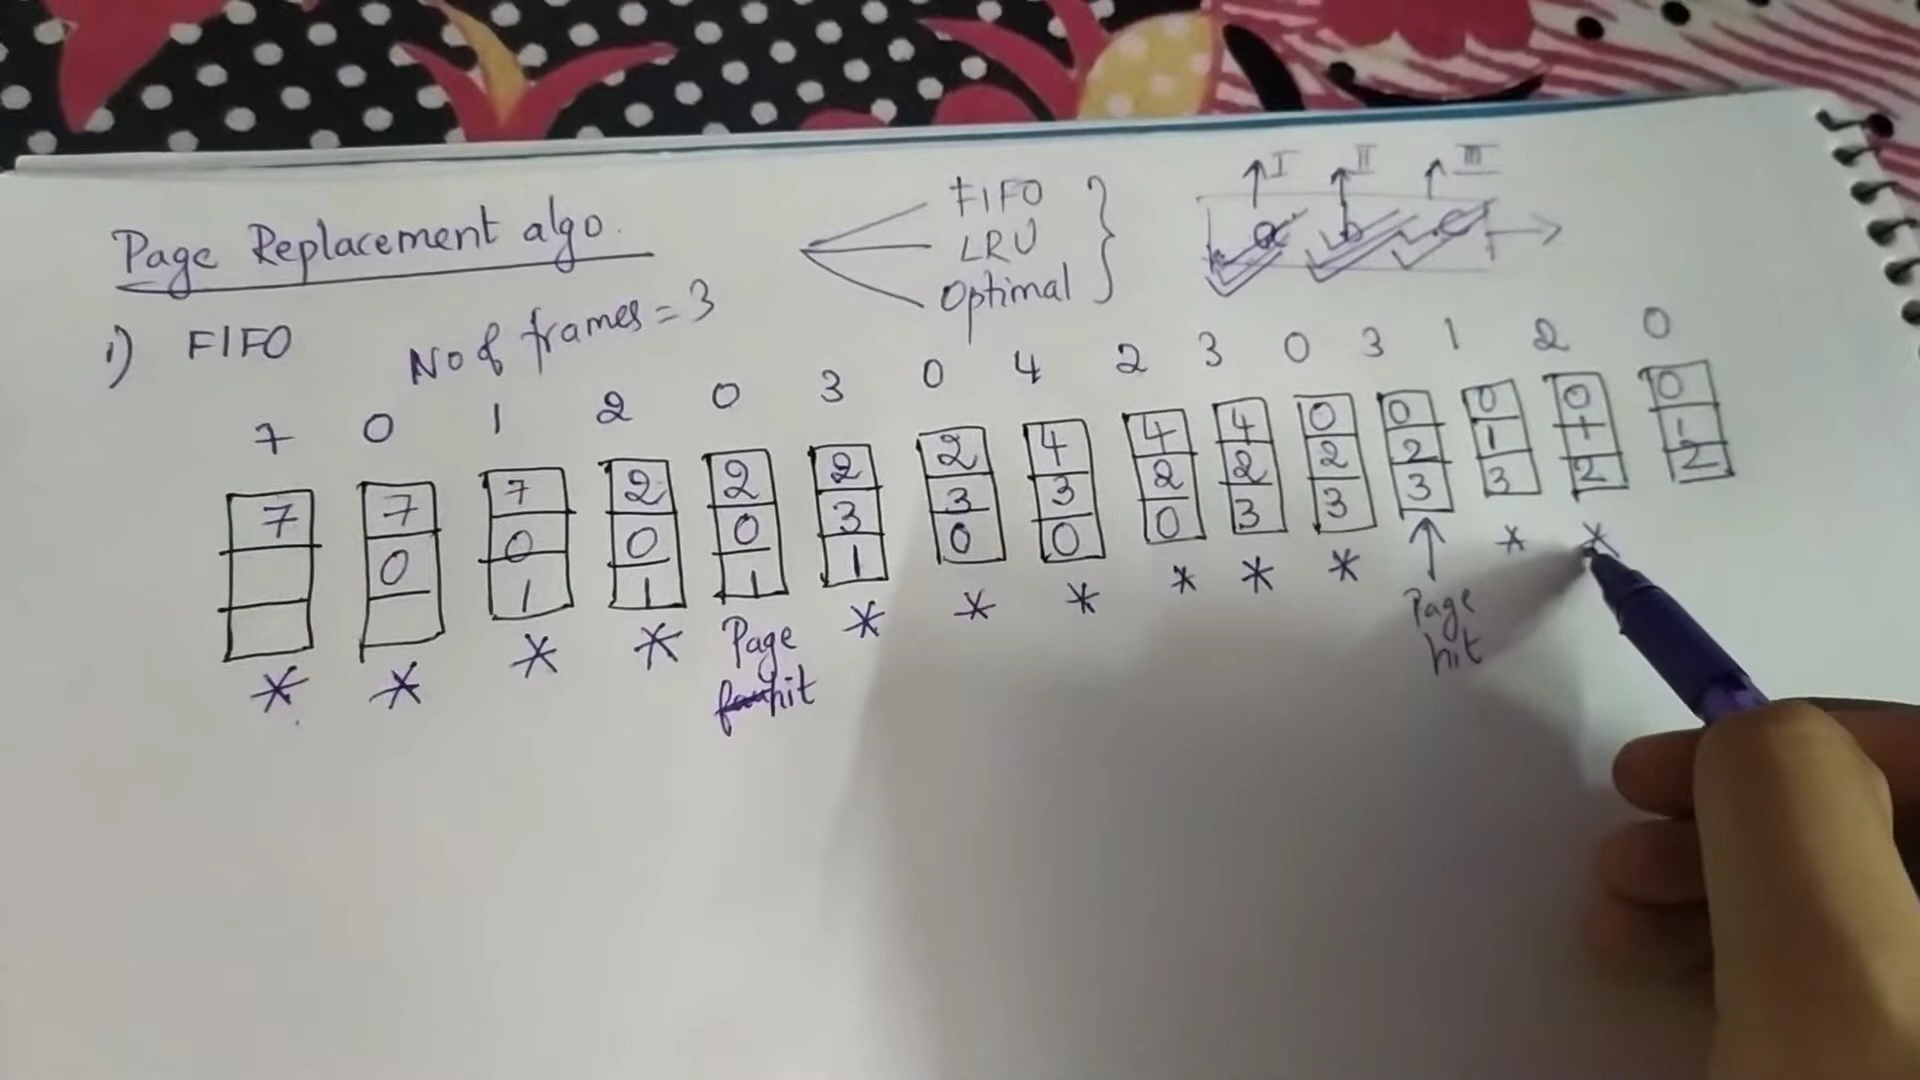 Page Replacement algo.
FIFO
LRU
Optimal
I II III
a b c
1) FIFO
No of frames = 3
7 0 1 2 0 3 0 4 2 3 0 3 1 2 0
7 7 7 2 2 2 2 4 4 4 0 0 0 0 0
0 0 0 0 3 3 3 2 2 2 2 1 1 1
1 1 1 1 0 0 0 3 3 3 3 2 2
* * * * Page hit * * * * * * Page hit * *